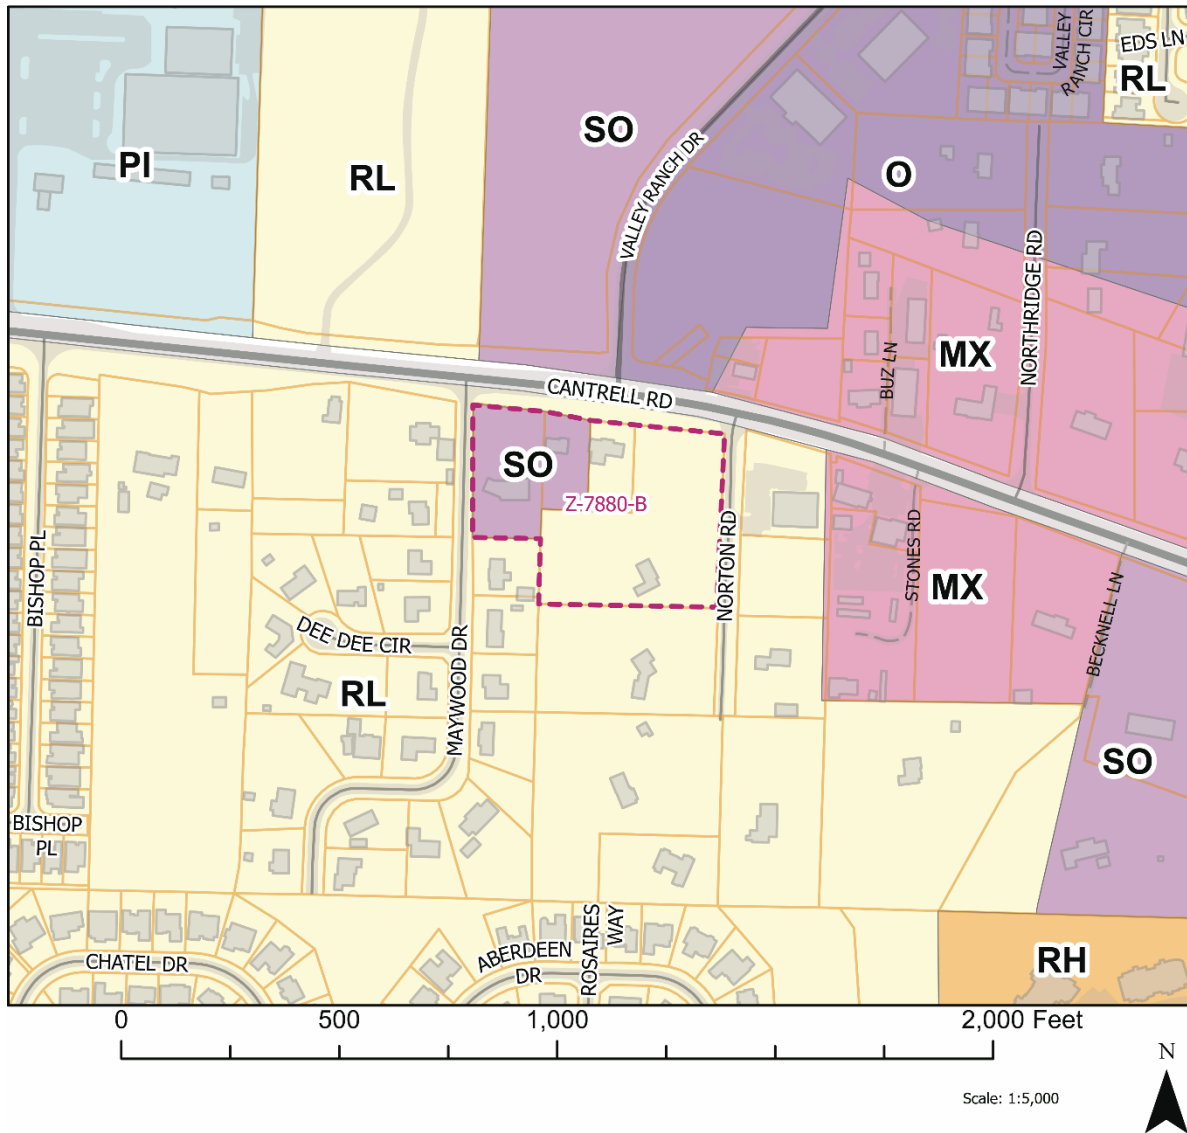 VALLEY
RANCH CIR
EDS LN
RL
SO
PI
RL
O
VALLEY RANCH DR
NORTHRIDGE RD
MX
BUZ LN
CANTRELL RD
SO
Z-7880-B
BISHOP PL
NORTON RD
STONES RD
MX
BECKNELL LN
DEE DEE CIR
MAYWOOD DR
RL
SO
BISHOP
PL
ROSAIRES
WAY
ABERDEEN
DR
CHATEL DR
RH
0 500 1,000 2,000 Feet
N
Scale: 1:5,000